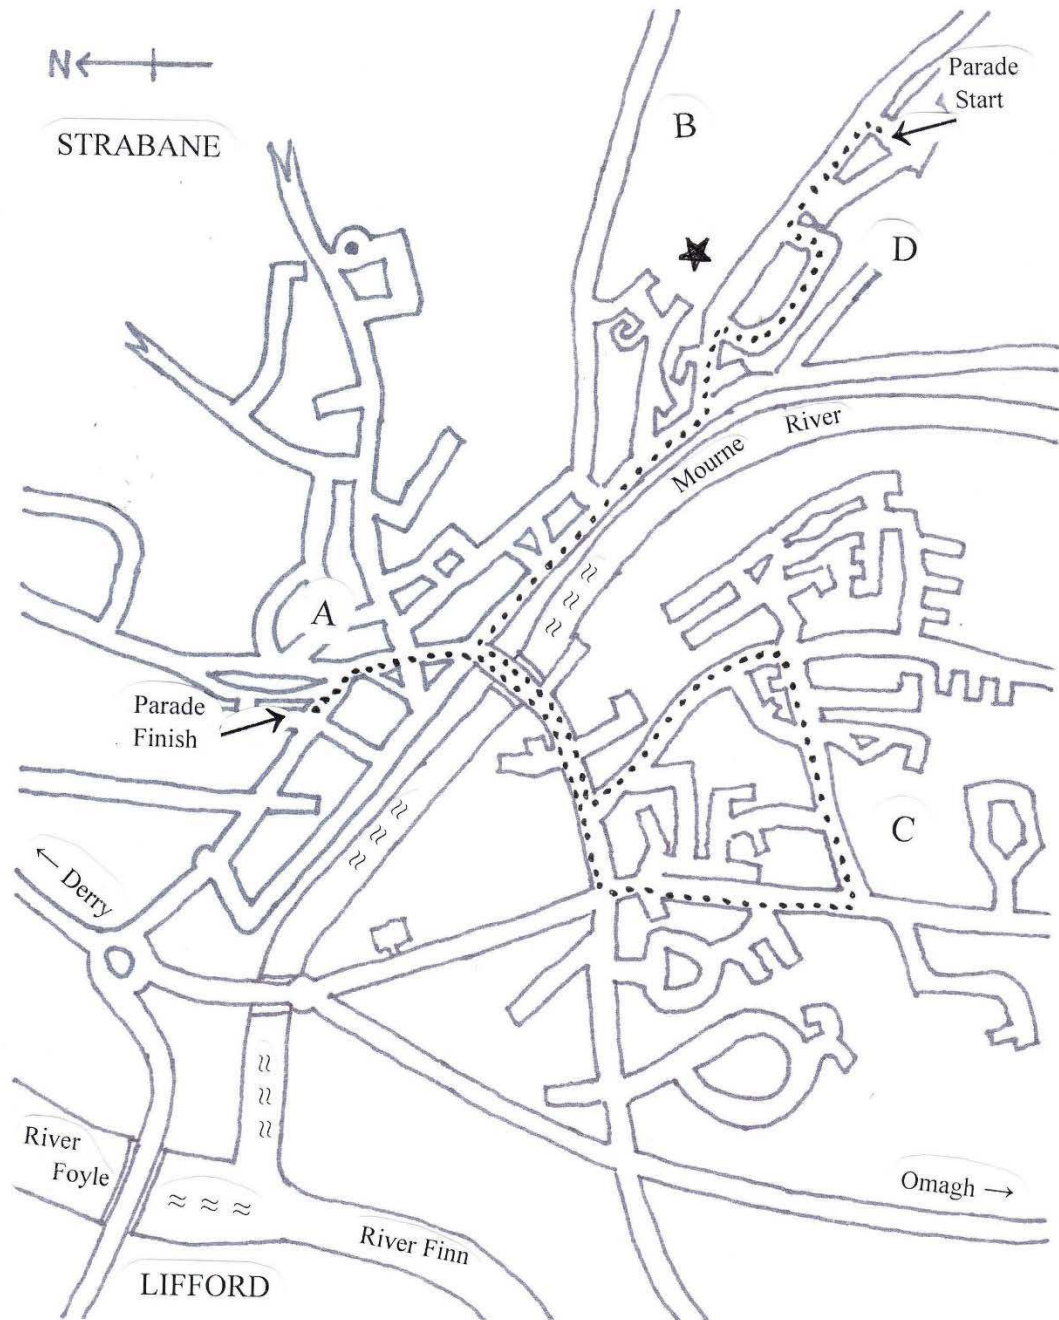 N
STRABANE
B
Parade
Start
D
Mourne River
A
Parade
Finish
C
← Derry
River
Foyle
Omagh →
River Finn
LIFFORD